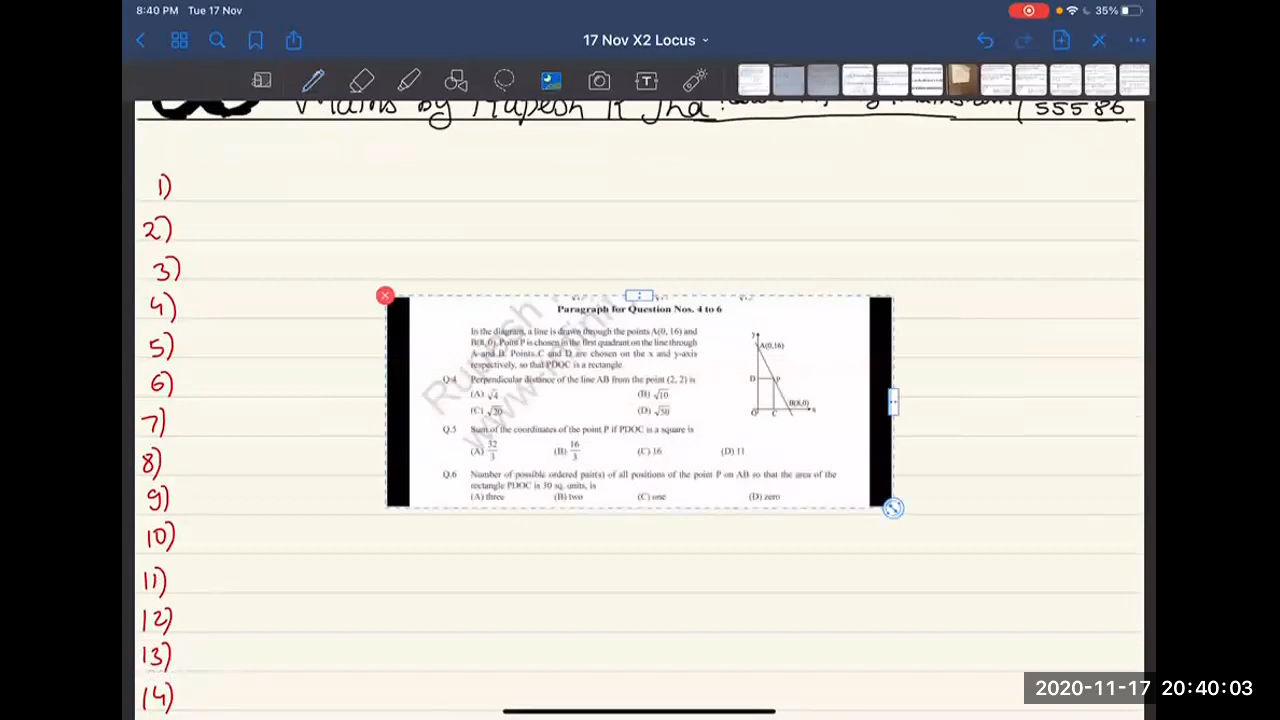 8:40 PM Tue 17 Nov
35%
17 Nov X2 Locus
Maths by Rupesh R Jha
55586
1)
2)
3)
4)
5)
6)
7)
8)
9)
10)
11)
12)
13)
14)
Paragraph for Question Nos. 4 to 6
In the diagram, a line is drawn through the points A(0, 16) and
B(8, 0). Point P is chosen in the first quadrant on the line through
A and B. Points C and D are chosen on the x and y-axis
respectively, so that PDOC is a rectangle.
Q.4 Perpendicular distance of the line AB from the point (2, 2) is
(A) √4 (B) √10
(C) √20 (D) √50
Q.5 Sum of the coordinates of the point P if PDOC is a square is
(A) 32/3 (B) 16/3 (C) 16 (D) 11
Q.6 Number of possible ordered pair(s) of all positions of the point P on AB so that the area of the
rectangle PDOC is 30 sq. units, is
(A) three (B) two (C) one (D) zero
y
A(0,16)
D P
B(8,0)
O C x
2020-11-17 20:40:03